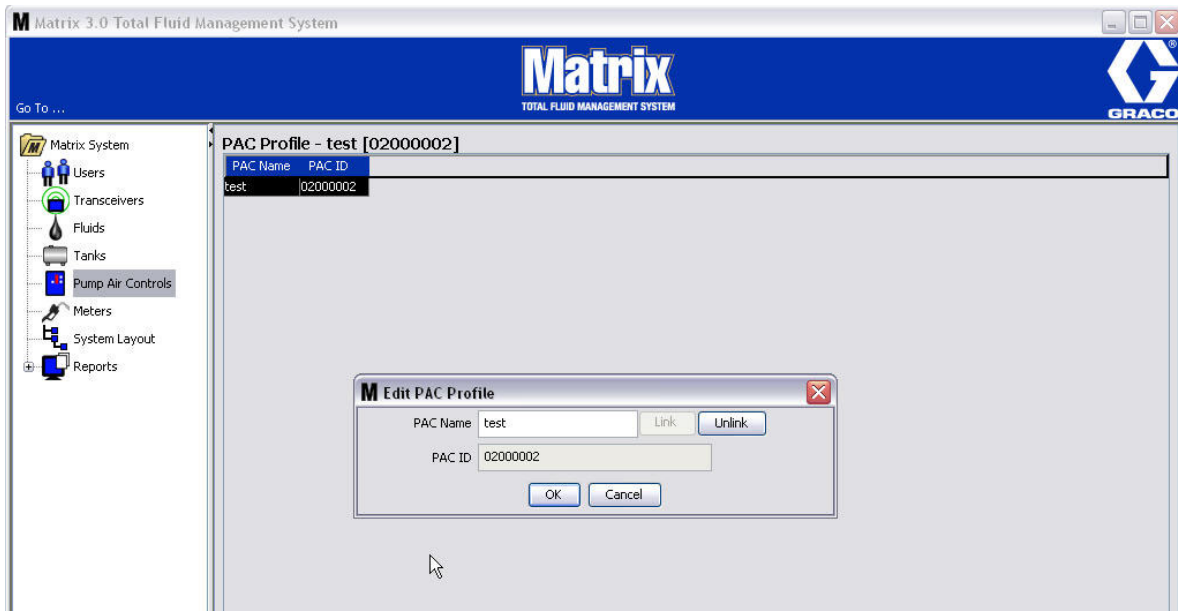 M Matrix 3.0 Total Fluid Management System
Matrix
TOTAL FLUID MANAGEMENT SYSTEM
Go To ...
G®
GRACO
Matrix System
Users
Transceivers
Fluids
Tanks
Pump Air Controls
Meters
System Layout
Reports
PAC Profile - test [02000002]
PAC Name PAC ID
test 02000002
M Edit PAC Profile
PAC Name test Link Unlink
PAC ID 02000002
OK Cancel